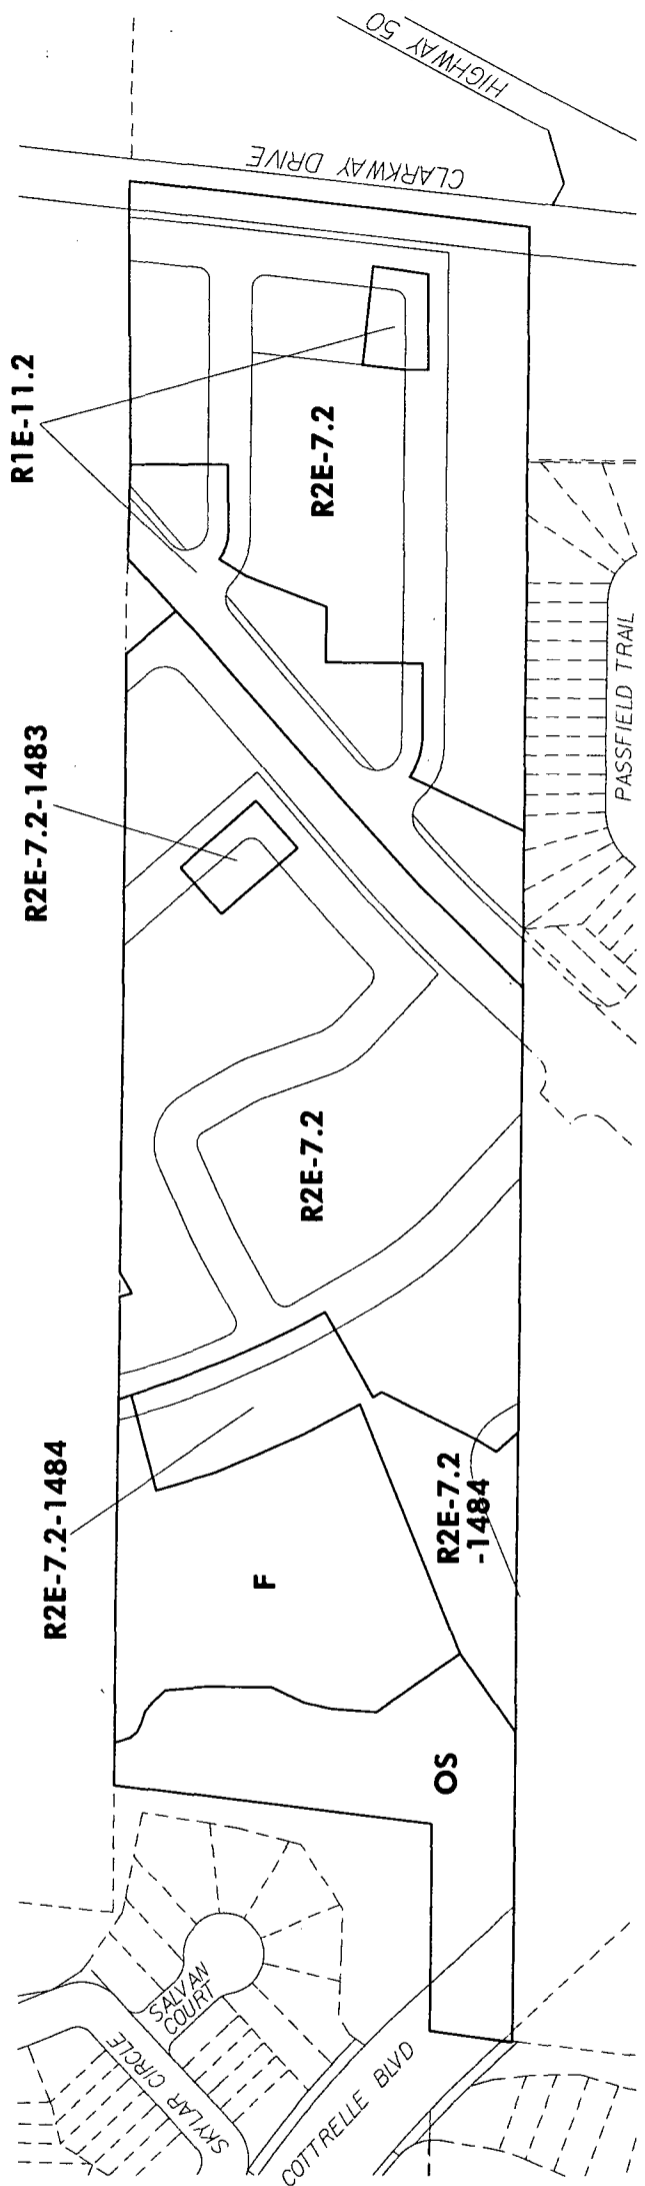 HIGHWAY 50
CLARKWAY DRIVE
R1E-11.2
R2E-7.2
PASSFIELD TRAIL
R2E-7.2-1483
R2E-7.2
R2E-7.2-1484
R2E-7.2
-1484
F
OS
SALVAN
COURT
SKYLAR CIRCLE
COTTRELLE BLVD